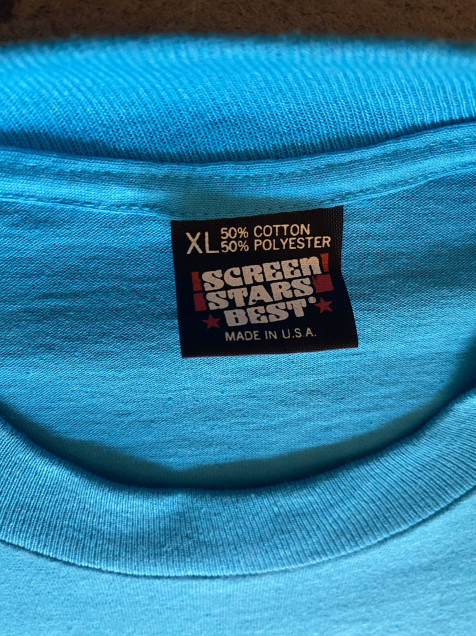 XL 50% COTTON
50% POLYESTER
SCREEN
STARS
BEST®
MADE IN U.S.A.